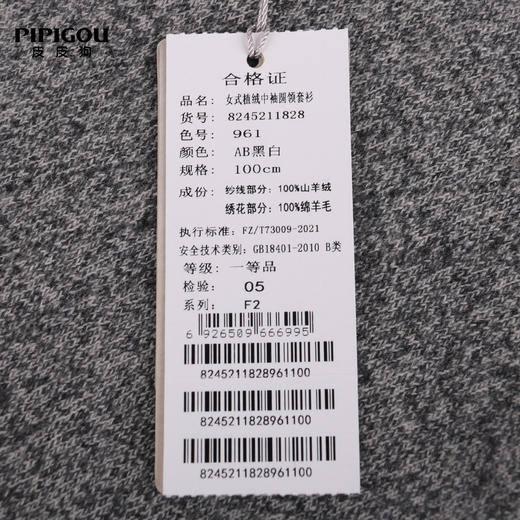 PIPIGOU
皮皮狗
合格证
品名: 女式植绒中袖圆领套衫
货号: 8245211828
色号: 961
颜色: AB黑白
规格: 100cm
成份: 纱线部分: 100%山羊绒
绣花部分: 100%绵羊毛
执行标准: FZ/T73009-2021
安全技术类别: GB18401-2010 B类
等级: 一等品
检验: 05
系列: F2
6 926509 666995
8245211828961100
8245211828961100
8245211828961100